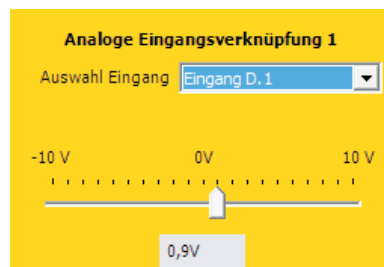 Analoge Eingangsverknüpfung 1
Auswahl Eingang Eingang D.1
-10 V 0V 10 V
0,9V